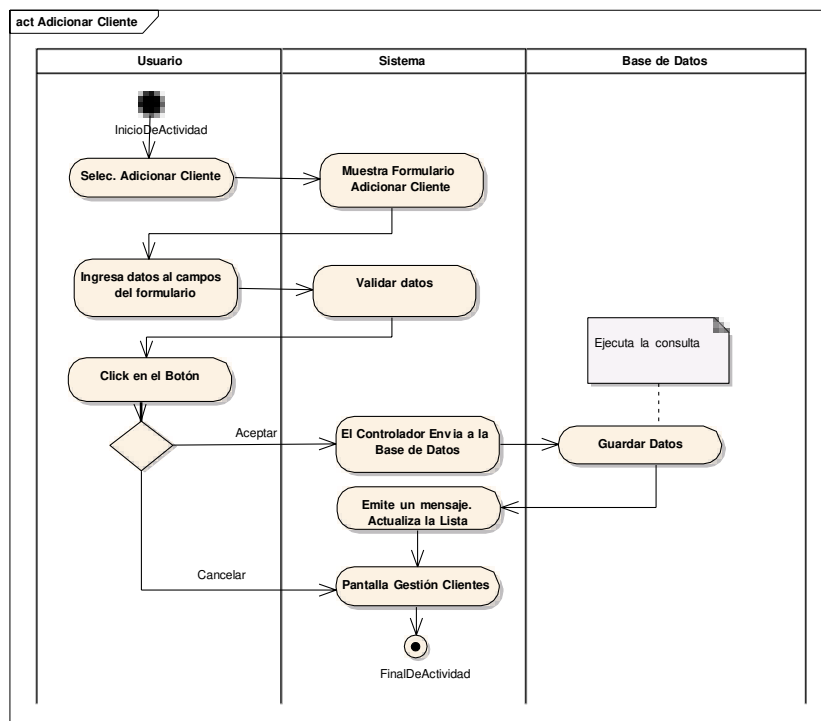 act Adicionar Cliente
Usuario
Sistema
Base de Datos
InicioDeActividad
Selec. Adicionar Cliente
Muestra Formulario
Adicionar Cliente
Ingresa datos al campos
del formulario
Validar datos
Ejecuta la consulta
Click en el Botón
Aceptar
El Controlador Envia a la
Base de Datos
Guardar Datos
Emite un mensaje.
Actualiza la Lista
Cancelar
Pantalla Gestión Clientes
FinalDeActividad